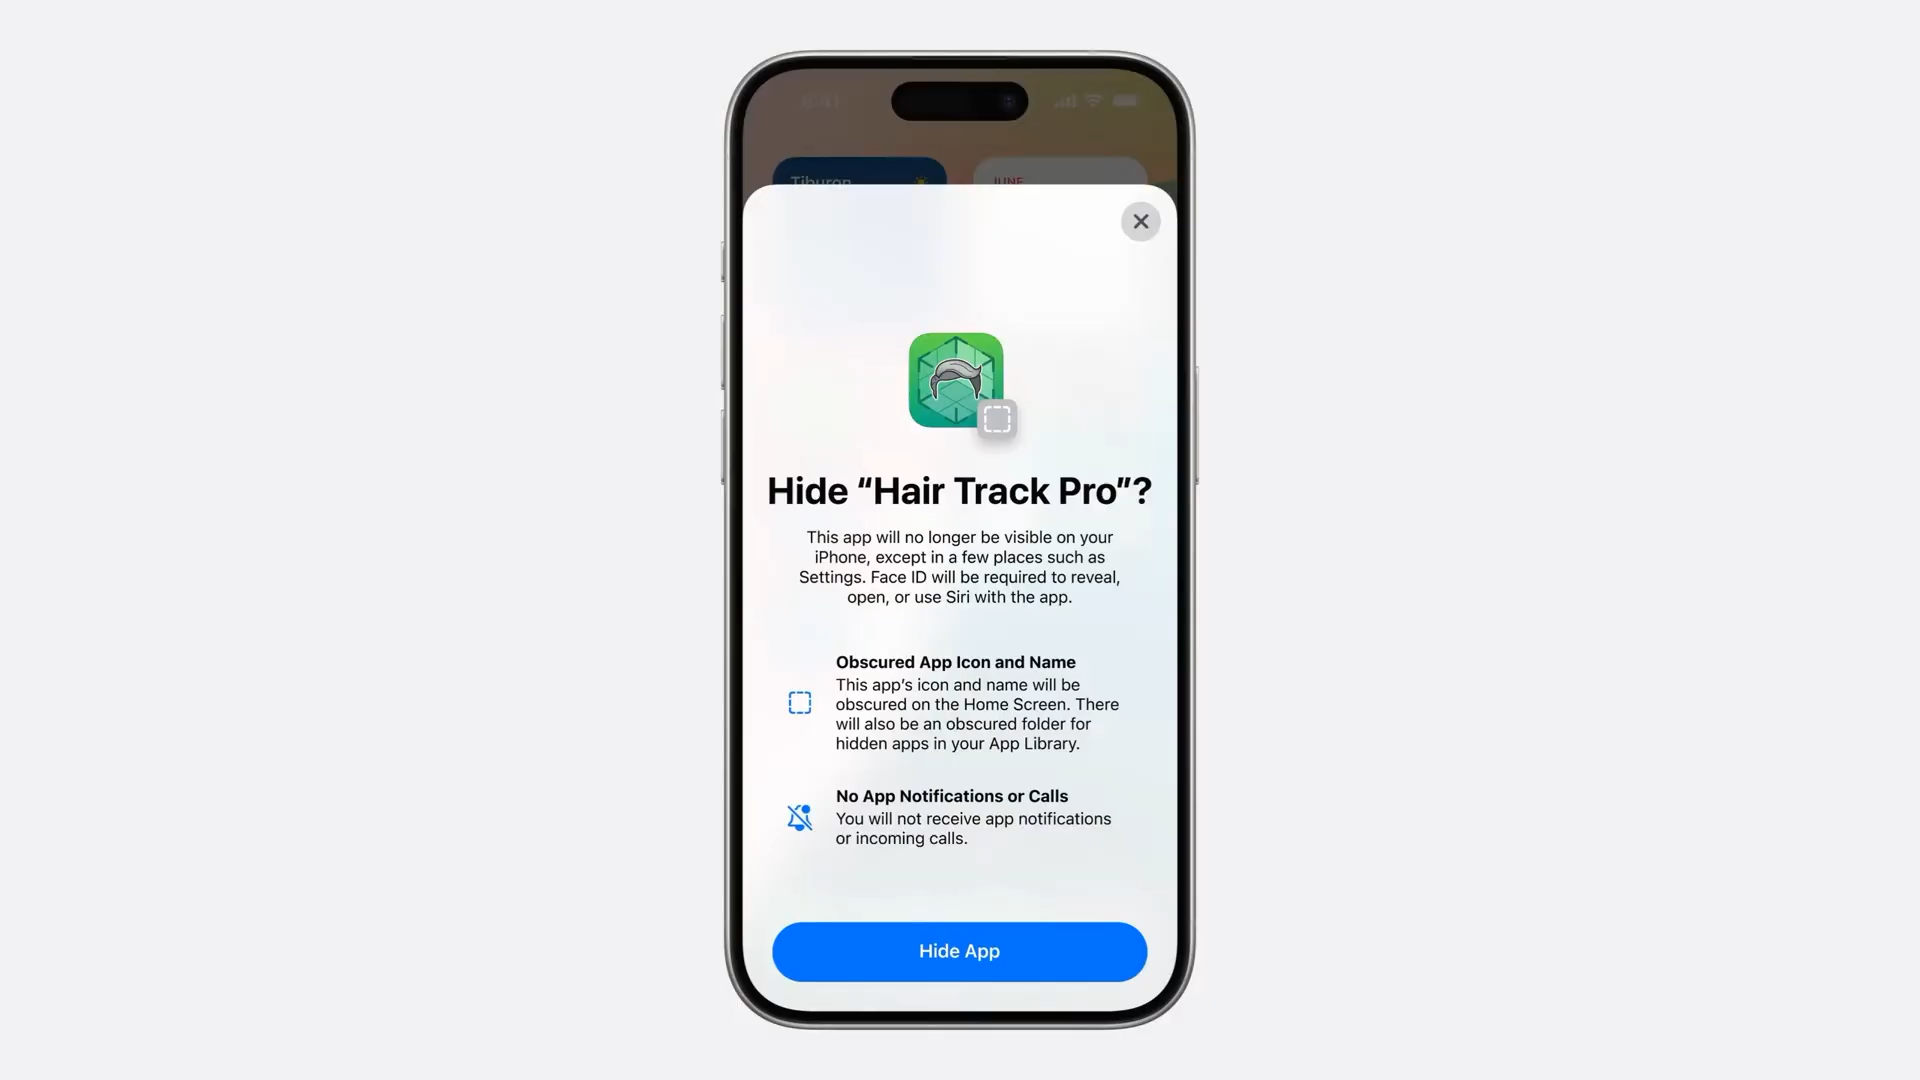 Tiburon
JUNE
Hide “Hair Track Pro”?
This app will no longer be visible on your
iPhone, except in a few places such as
Settings. Face ID will be required to reveal,
open, or use Siri with the app.
Obscured App Icon and Name
This app’s icon and name will be
obscured on the Home Screen. There
will also be an obscured folder for
hidden apps in your App Library.
No App Notifications or Calls
You will not receive app notifications
or incoming calls.
Hide App